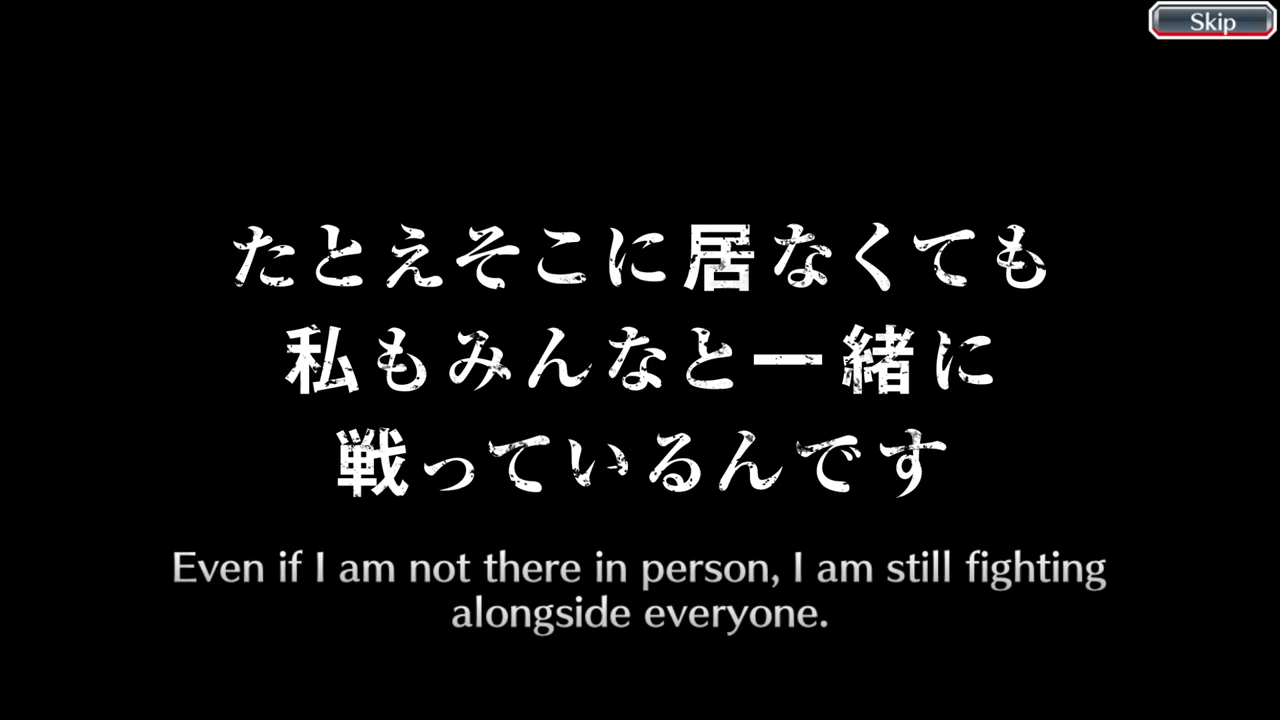 Skip
たとえそこに居なくても
私もみんなと一緒に
戦っているんです
Even if I am not there in person, I am still fighting
alongside everyone.